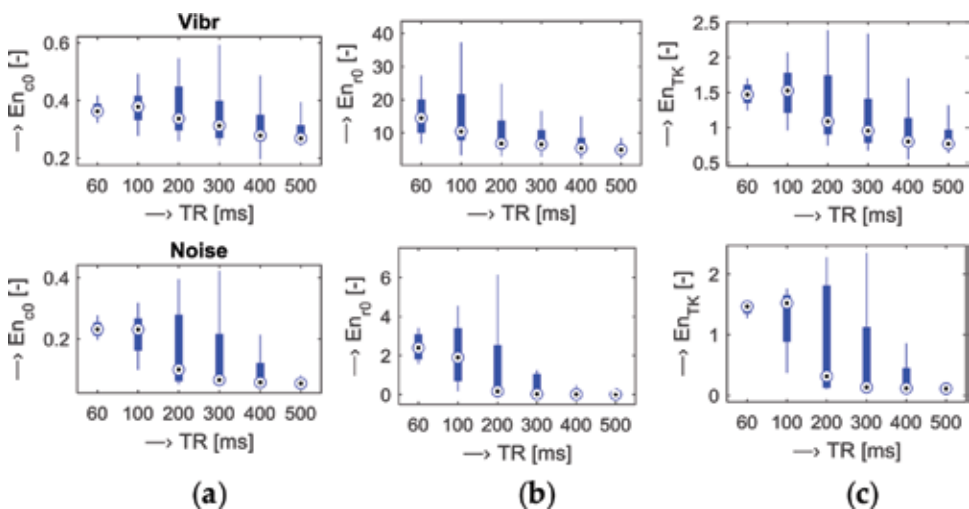 Vibr
⟶ En_c0 [-]
0.6
0.4
0.2
60 100 200 300 400 500
⟶ TR [ms]
⟶ En_r0 [-]
30
20
10
60 100 200 300 400 500
⟶ TR [ms]
⟶ En_TK [-]
2.5
2
1.5
1
0.5
60 100 200 300 400 500
⟶ TR [ms]
Noise
⟶ En_c0 [-]
0.4
0.2
60 100 200 300 400 500
⟶ TR [ms]
⟶ En_r0 [-]
6
4
2
0
60 100 200 300 400 500
⟶ TR [ms]
⟶ En_TK [-]
2
1
0
60 100 200 300 400 500
⟶ TR [ms]
(a) (b) (c)